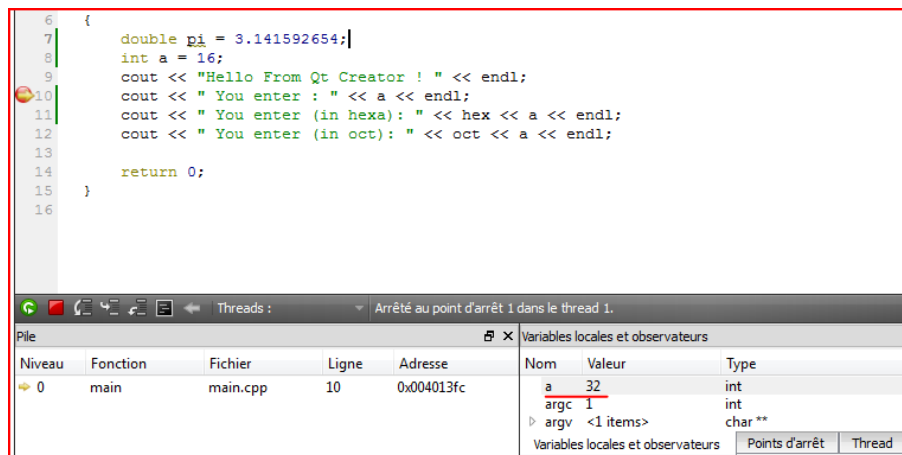 6 {
7 double pi = 3.141592654;
8 int a = 16;
9 cout << "Hello From Qt Creator ! " << endl;
10 cout << " You enter : " << a << endl;
11 cout << " You enter (in hexa): " << hex << a << endl;
12 cout << " You enter (in oct): " << oct << a << endl;
13
14 return 0;
15 }
16
Threads : Arrêté au point d'arrêt 1 dans le thread 1.
Pile
Niveau Fonction Fichier Ligne Adresse
0 main main.cpp 10 0x004013fc
Variables locales et observateurs
Nom Valeur Type
a 32 int
argc 1 int
argv <1 items> char **
Variables locales et observateurs Points d'arrêt Thread